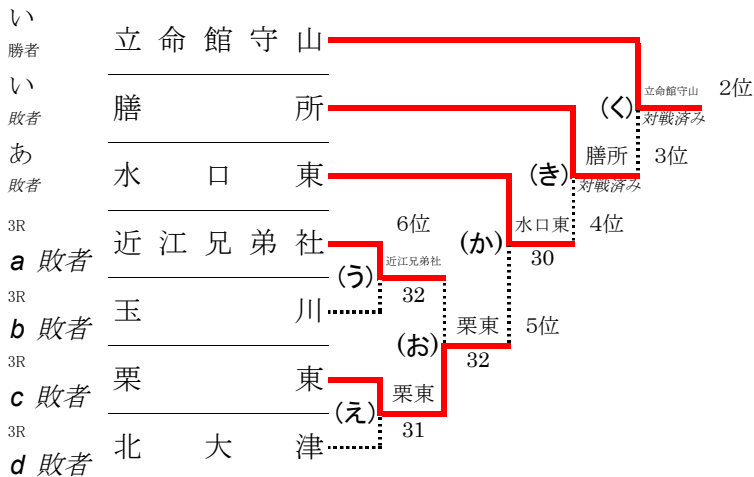 い
勝者
立命館守山
い
敗者
膳所
あ
敗者
水口東
3R
a 敗者
近江兄弟社
3R
b 敗者
玉川
3R
c 敗者
栗東
3R
d 敗者
北大津
(う)
6位
近江兄弟社
32
(え)
栗東
31
(お)
栗東
5位
32
(か)
水口東
4位
30
(き)
膳所
3位
対戦済み
(く)
立命館守山
2位
対戦済み